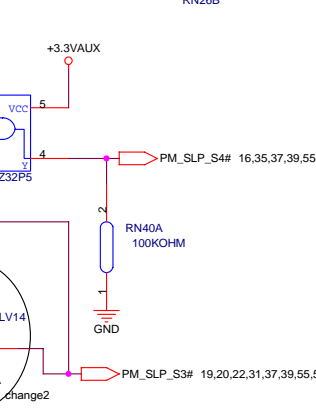 RN26B
+3.3VAUX
VCC 5
4
Y
Z32P5
PM_SLP_S4# 16,35,37,39,55
2
RN40A
100KOHM
1
GND
LV14
PM_SLP_S3# 19,20,22,31,37,39,55,5
change2